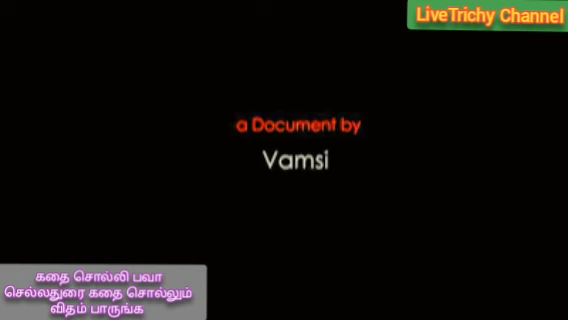 LiveTrichy Channel
a Document by
Vamsi
கதை சொல்லி பவா
செல்லதுரை கதை சொல்லும்
விதம் பாருங்க